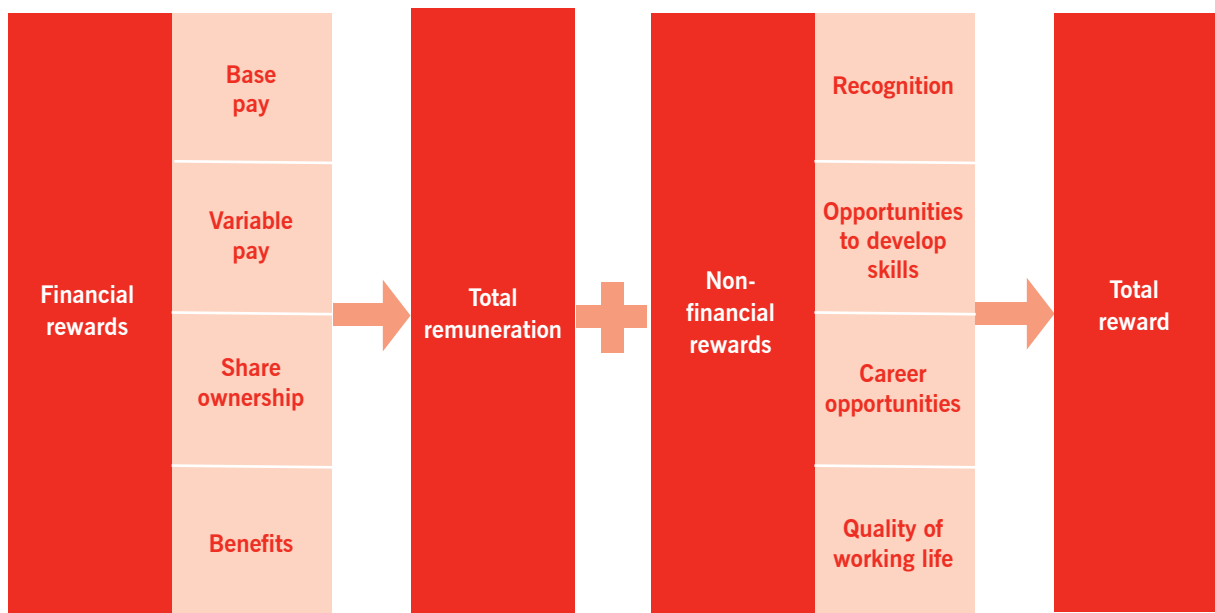 Financial
rewards
Base
pay
Variable
pay
Share
ownership
Benefits
Total
remuneration
Non-
financial
rewards
Recognition
Opportunities
to develop
skills
Career
opportunities
Quality of
working life
Total
reward